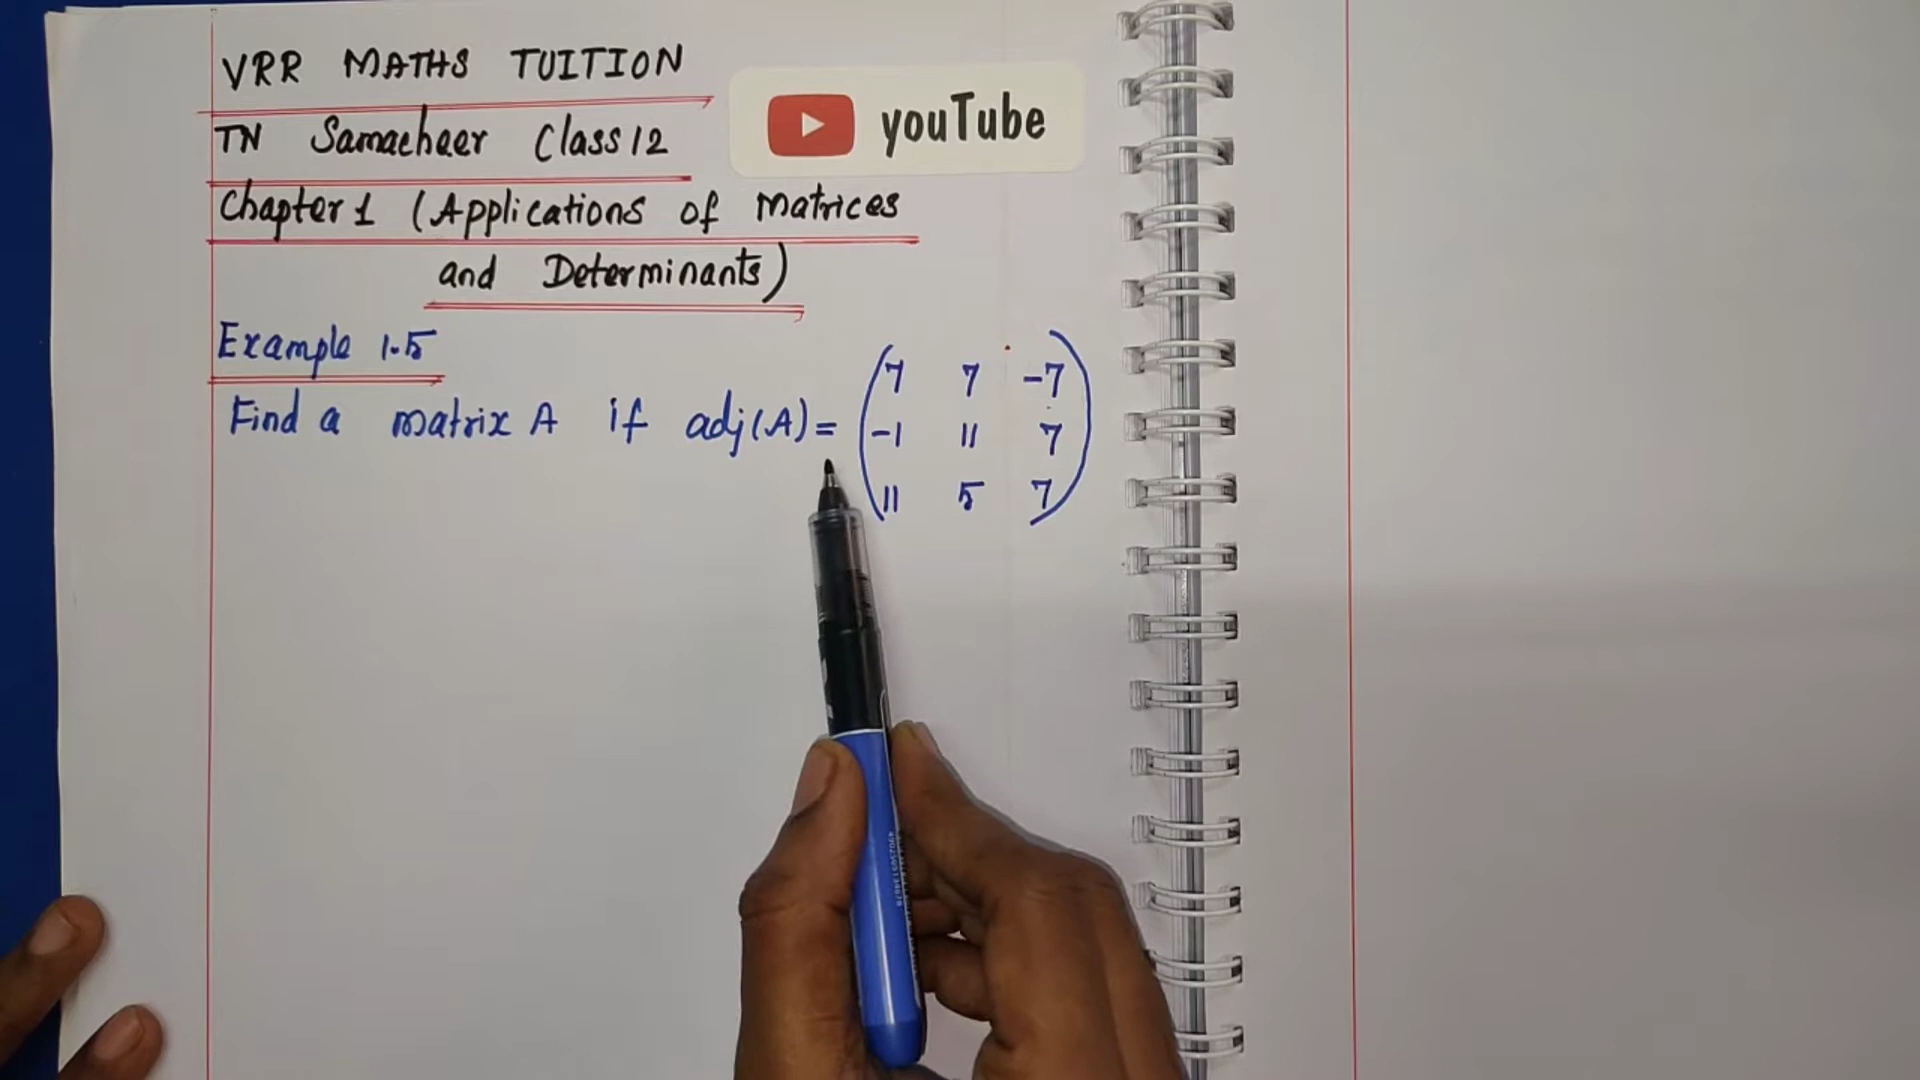 VRR MATHS TUITION
youTube
TN Samacheer Class 12
Chapter 1 (Applications of Matrices
and Determinants)
Example 1.5
Find a matrix A if adj(A) =
7 7 -7
-1 11 7
11 5 7